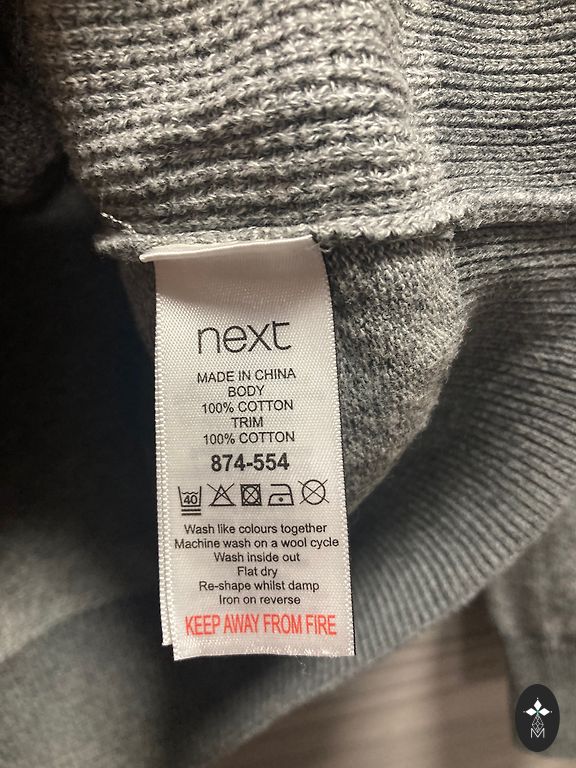 next
MADE IN CHINA
BODY
100% COTTON
TRIM
100% COTTON
874-554
40
Wash like colours together
Machine wash on a wool cycle
Wash inside out
Flat dry
Re-shape whilst damp
Iron on reverse
KEEP AWAY FROM FIRE
M